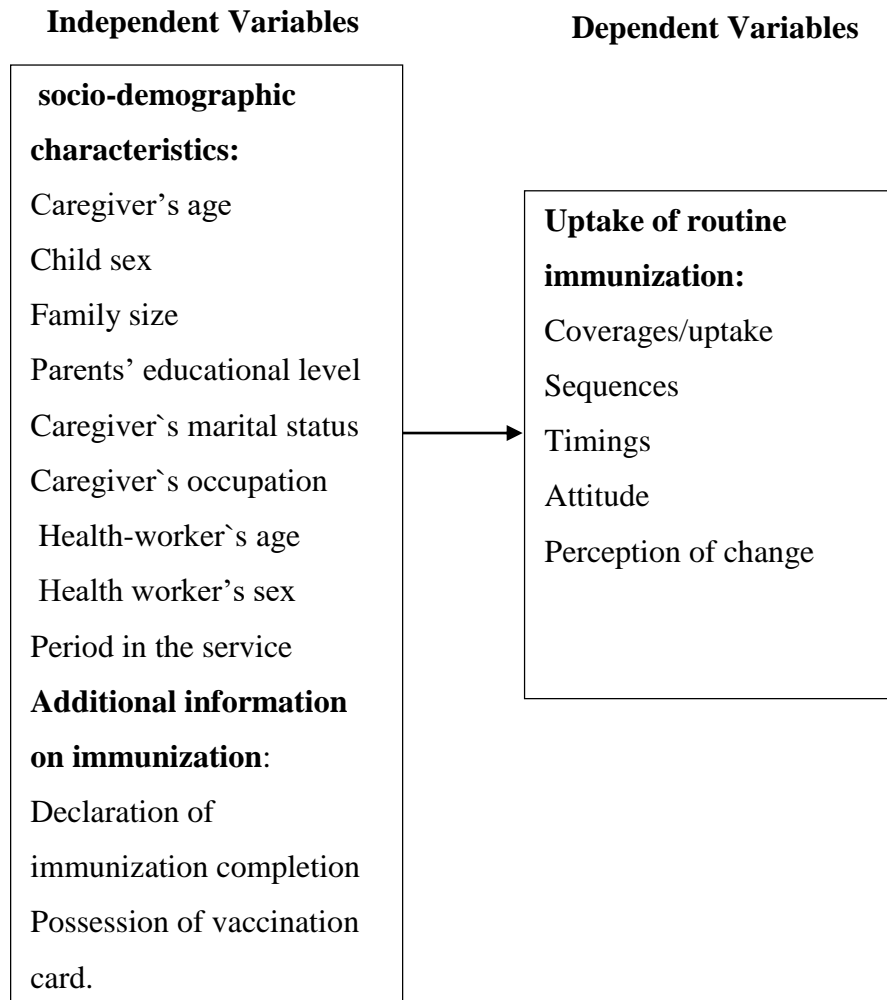 Independent Variables
Dependent Variables
socio-demographic
characteristics:
Caregiver’s age
Child sex
Family size
Parents’ educational level
Caregiver`s marital status
Caregiver`s occupation
Health-worker`s age
Health worker’s sex
Period in the service
Additional information
on immunization:
Declaration of
immunization completion
Possession of vaccination
card.
Uptake of routine
immunization:
Coverages/uptake
Sequences
Timings
Attitude
Perception of change